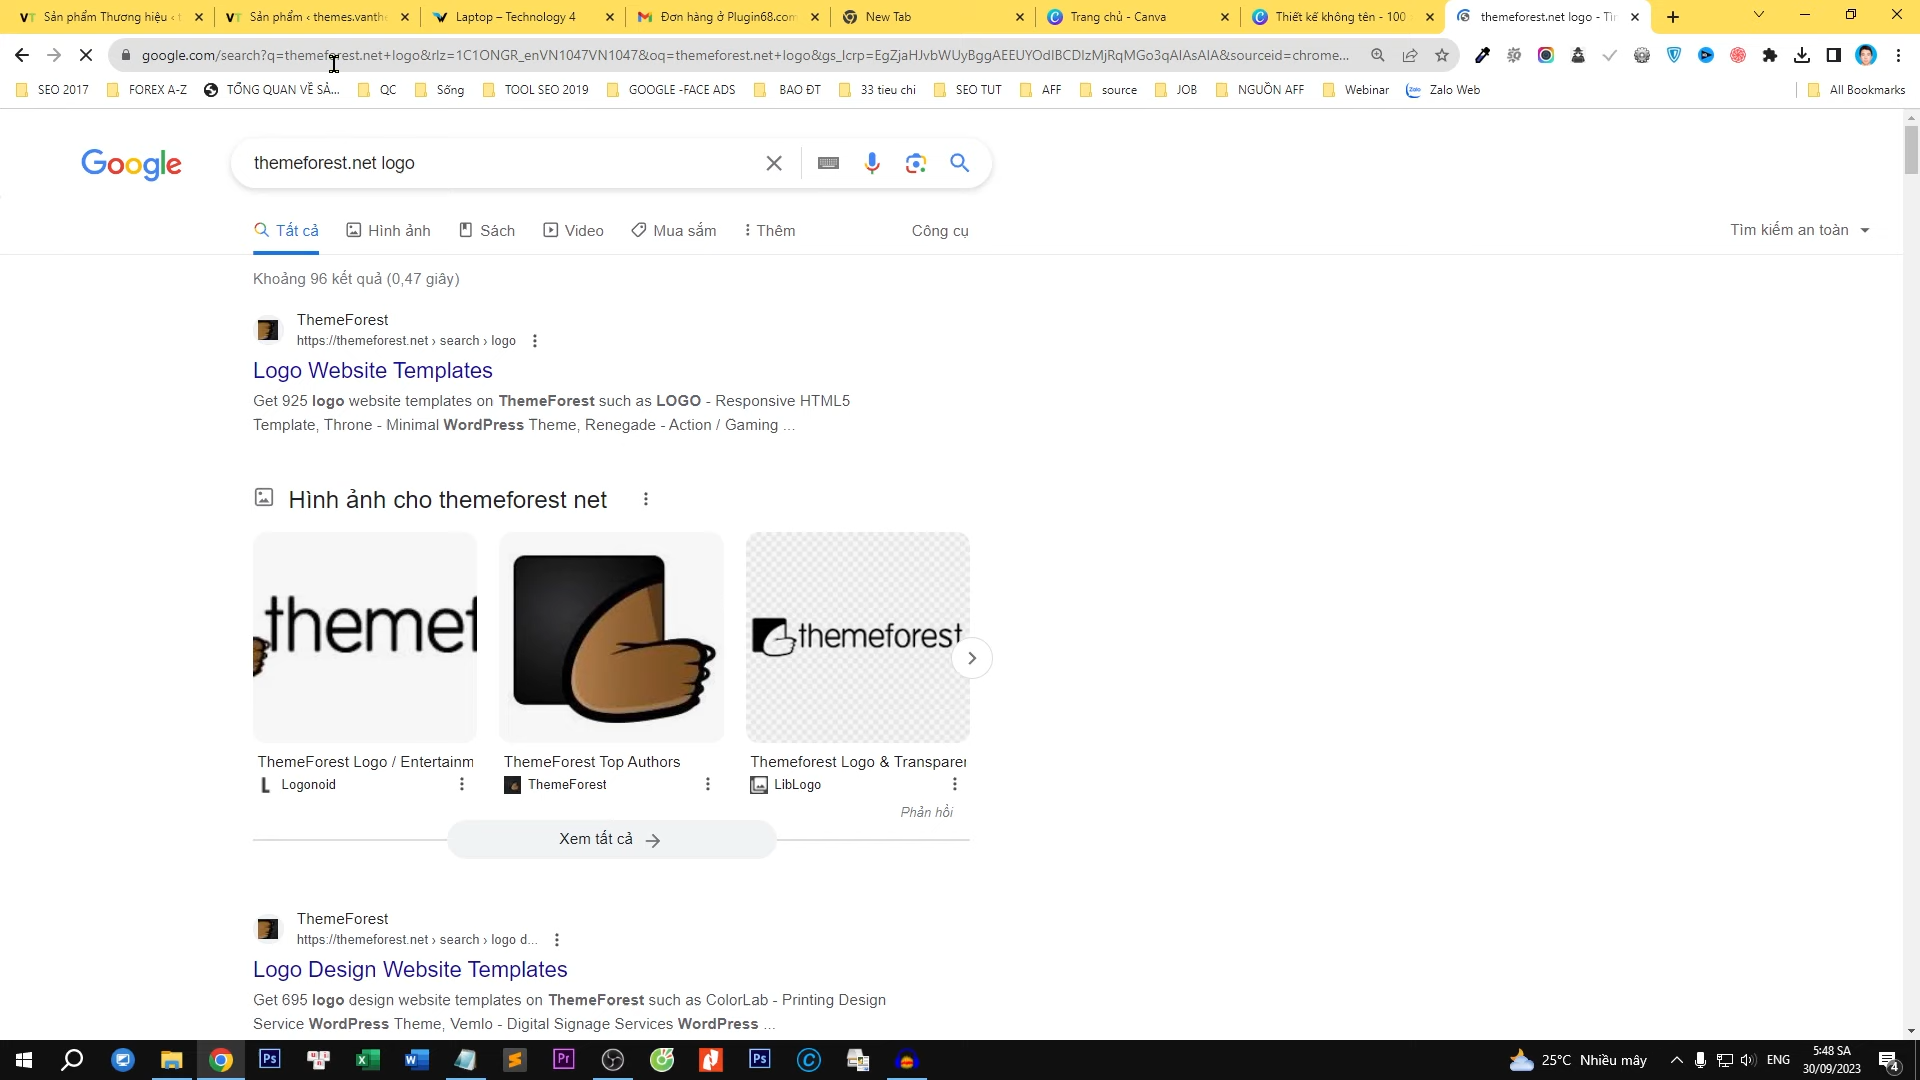 Sản phẩm Thương hiệu ‹ t
Sản phẩm ‹ themes.vanthe
Laptop – Technology 4
Đơn hàng ở Plugin68.com
New Tab
Trang chủ - Canva
Thiết kế không tên - 100
themeforest.net logo - Tìn
google.com/search?q=themeforest.net+logo&rlz=1C1ONGR_enVN1047VN1047&oq=themeforest.net+logo&gs_lcrp=EgZjaHJvbWUyBggAEEUYOdIBCDIzMjRqMGo3qAIAsAIA&sourceid=chrome...
SEO 2017
FOREX A-Z
TỔNG QUAN VỀ SẢ...
QC
Sống
TOOL SEO 2019
GOOGLE -FACE ADS
BAO ĐT
33 tieu chi
SEO TUT
AFF
source
JOB
NGUỒN AFF
Webinar
Zalo Web
All Bookmarks
Google
themeforest.net logo
Tất cả
Hình ảnh
Sách
Video
Mua sắm
Thêm
Công cụ
Tìm kiếm an toàn
Khoảng 96 kết quả (0,47 giây)
ThemeForest
https://themeforest.net › search › logo
Logo Website Templates
Get 925 logo website templates on ThemeForest such as LOGO - Responsive HTML5
Template, Throne - Minimal WordPress Theme, Renegade - Action / Gaming ...
Hình ảnh cho themeforest net
themef
themeforest
ThemeForest Logo / Entertainm
ThemeForest Top Authors
Themeforest Logo & Transparen
Logonoid
ThemeForest
LibLogo
Phản hồi
Xem tất cả
ThemeForest
https://themeforest.net › search › logo d...
Logo Design Website Templates
Get 695 logo design website templates on ThemeForest such as ColorLab - Printing Design
Service WordPress Theme, Vemlo - Digital Signage Services WordPress ...
25°C Nhiều mây
ENG
5:48 SA
30/09/2023
4